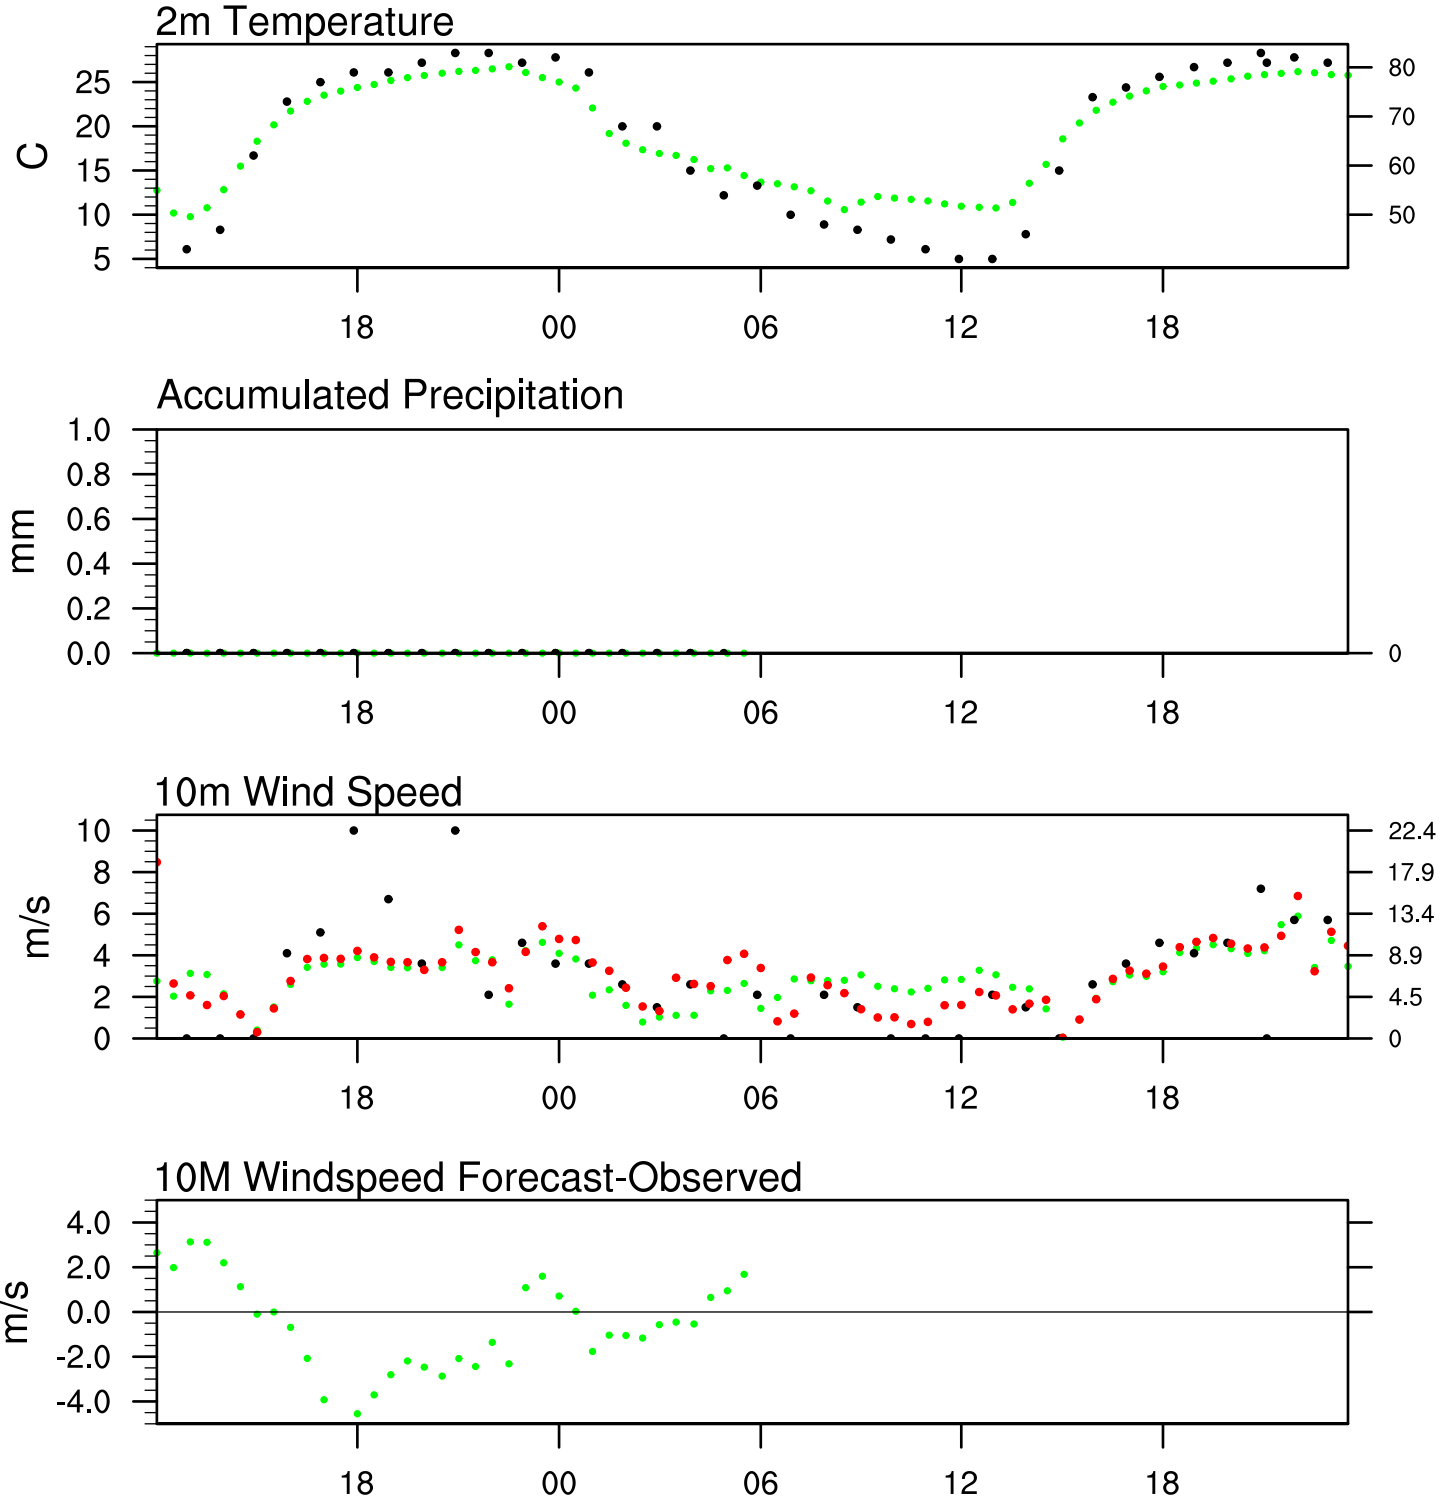 2m Temperature
25
20
15
10
5
C
80
70
60
50
18 00 06 12 18
Accumulated Precipitation
1.0
0.8
0.6
0.4
0.2
0.0
mm
0
18 00 06 12 18
10m Wind Speed
10
8
6
4
2
0
m/s
22.4
17.9
13.4
8.9
4.5
0
18 00 06 12 18
10M Windspeed Forecast-Observed
4.0
2.0
0.0
-2.0
-4.0
m/s
18 00 06 12 18